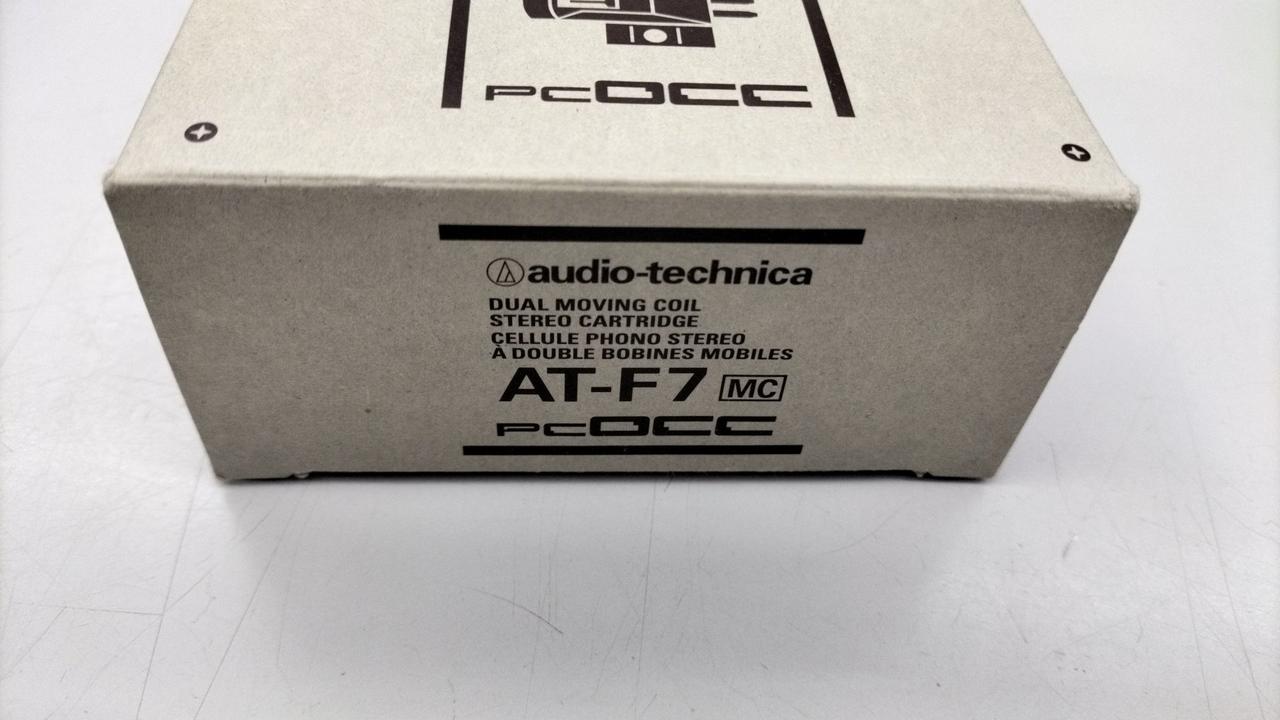 PCOCC
audio-technica
DUAL MOVING COIL
STEREO CARTRIDGE
CELLULE PHONO STEREO
À DOUBLE BOBINES MOBILES
AT-F7 MC
PCOCC